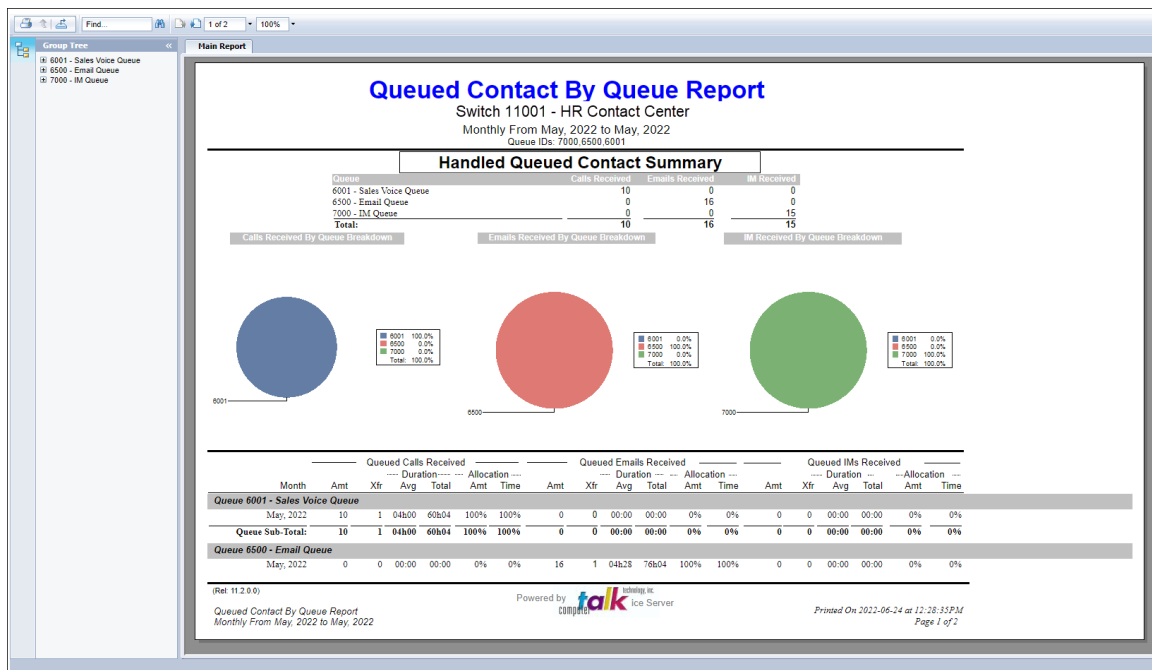 Find...
1 of 2
100%
Group Tree «
6001 - Sales Voice Queue
6500 - Email Queue
7000 - IM Queue
Main Report
Queued Contact By Queue Report
Switch 11001 - HR Contact Center
Monthly From May, 2022 to May, 2022
Queue IDs: 7000,6500,6001
Handled Queued Contact Summary
Queue Calls Received Emails Received IM Received
6001 - Sales Voice Queue 10 0 0
6500 - Email Queue 0 16 0
7000 - IM Queue 0 0 15
Total: 10 16 15
Calls Received By Queue Breakdown Emails Received By Queue Breakdown IM Received By Queue Breakdown
6001 100.0%
6500 0.0%
7000 0.0%
Total: 100.0%
6001
6001 0.0%
6500 100.0%
7000 0.0%
Total: 100.0%
6500
6001 0.0%
6500 0.0%
7000 100.0%
Total: 100.0%
7000
Queued Calls Received Queued Emails Received Queued IMs Received
Duration Allocation Duration Allocation Duration Allocation
Month Amt Xfr Avg Total Amt Time Amt Xfr Avg Total Amt Time Amt Xfr Avg Total Amt Time
Queue 6001 - Sales Voice Queue
May, 2022 10 1 04h00 60h04 100% 100% 0 0 00:00 00:00 0% 0% 0 0 00:00 00:00 0% 0%
Queue Sub-Total: 10 1 04h00 60h04 100% 100% 0 0 00:00 00:00 0% 0% 0 0 00:00 00:00 0% 0%
Queue 6500 - Email Queue
May, 2022 0 0 00:00 00:00 0% 0% 16 1 04h28 76h04 100% 100% 0 0 00:00 00:00 0% 0%
(Rel: 11.2.0.0)
Powered by computer talk technology, inc. ice Server
Queued Contact By Queue Report
Monthly From May, 2022 to May, 2022
Printed On 2022-06-24 at 12:28:35PM
Page 1 of 2